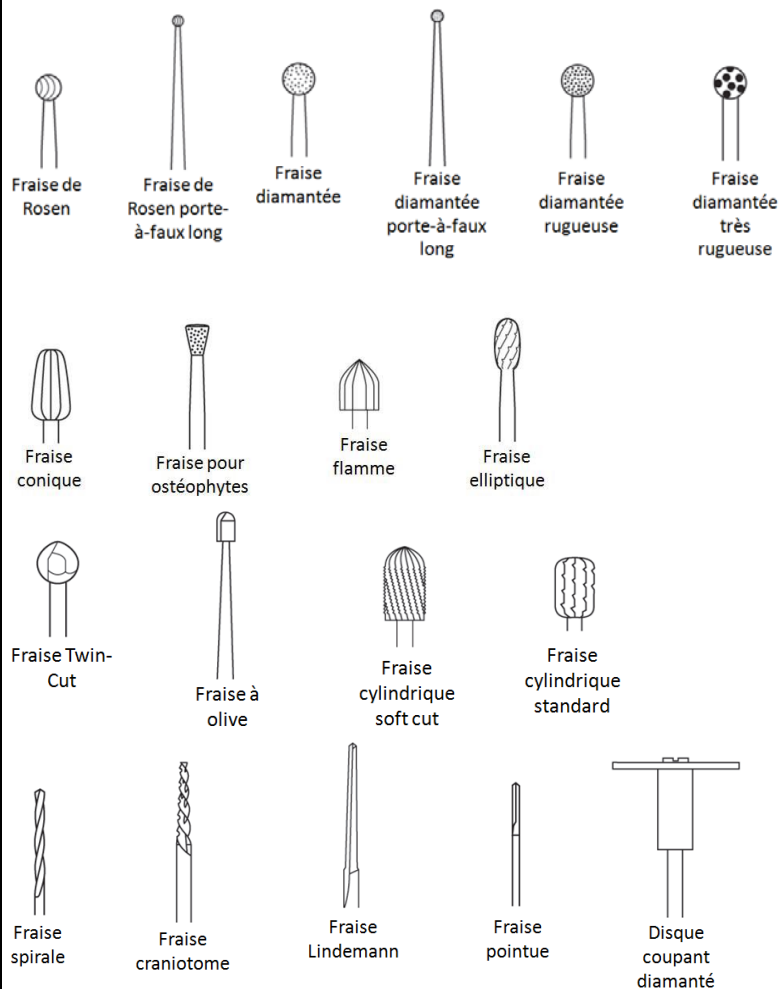 Fraise de
Rosen
Fraise de
Rosen porte-
à-faux long
Fraise
diamantée
Fraise
diamantée
porte-à-faux
long
Fraise
diamantée
rugueuse
Fraise
diamantée
très
rugueuse
Fraise
conique
Fraise pour
ostéophytes
Fraise
flamme
Fraise
elliptique
Fraise Twin-
Cut
Fraise à
olive
Fraise
cylindrique
soft cut
Fraise
cylindrique
standard
Fraise
spirale
Fraise
craniotome
Fraise
Lindemann
Fraise
pointue
Disque
coupant
diamanté